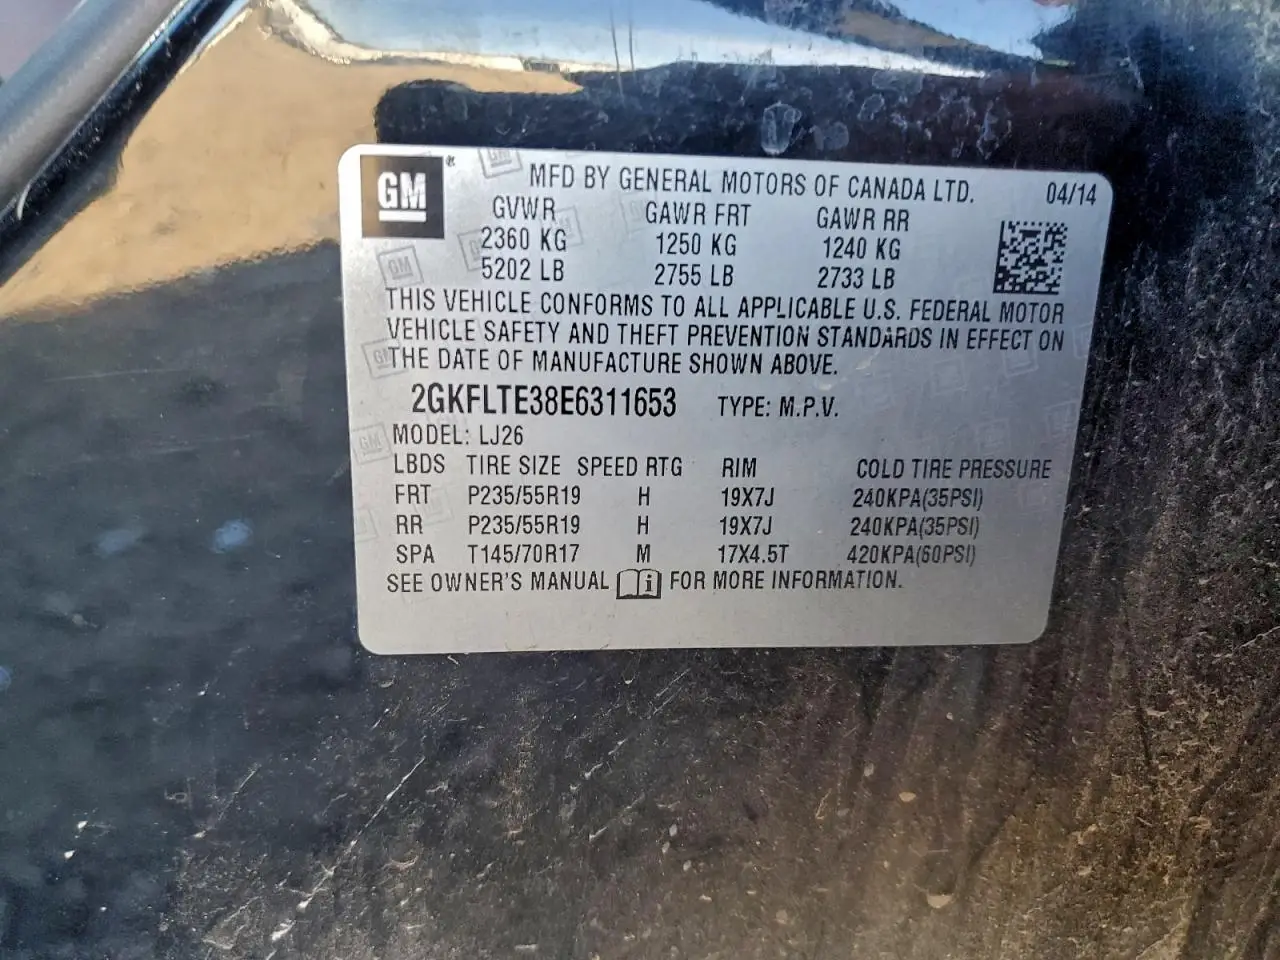 GM
MFD BY GENERAL MOTORS OF CANADA LTD. 04/14
GVWR GAWR FRT GAWR RR
2360 KG 1250 KG 1240 KG
5202 LB 2755 LB 2733 LB
THIS VEHICLE CONFORMS TO ALL APPLICABLE U.S. FEDERAL MOTOR
VEHICLE SAFETY AND THEFT PREVENTION STANDARDS IN EFFECT ON
THE DATE OF MANUFACTURE SHOWN ABOVE.
2GKFLTE38E6311653 TYPE: M.P.V.
MODEL: LJ26
LBDS TIRE SIZE SPEED RTG RIM COLD TIRE PRESSURE
FRT P235/55R19 H 19X7J 240KPA(35PSI)
RR P235/55R19 H 19X7J 240KPA(35PSI)
SPA T145/70R17 M 17X4.5T 420KPA(60PSI)
SEE OWNER'S MANUAL FOR MORE INFORMATION.